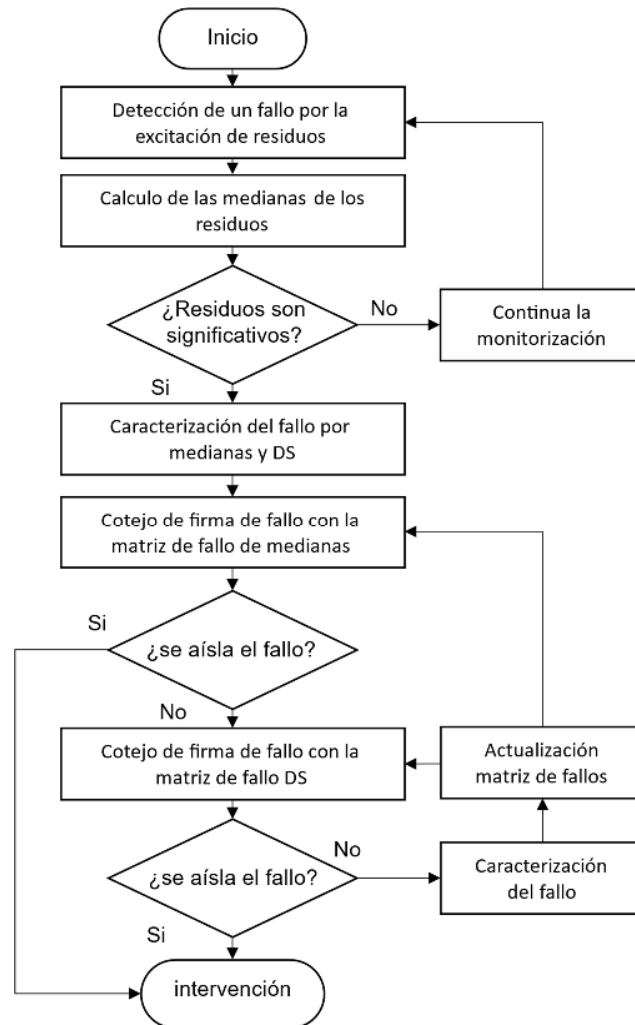 Inicio
Detección de un fallo por la
excitación de residuos
Calculo de las medianas de los
residuos
¿Residuos son
significativos?
No
Continua la
monitorización
Si
Caracterización del fallo por
medianas y DS
Cotejo de firma de fallo con la
matriz de fallo de medianas
Si
¿se aísla el fallo?
No
Cotejo de firma de fallo con la
matriz de fallo DS
Actualización
matriz de fallos
¿se aísla el fallo?
No
Caracterización
del fallo
Si
intervención